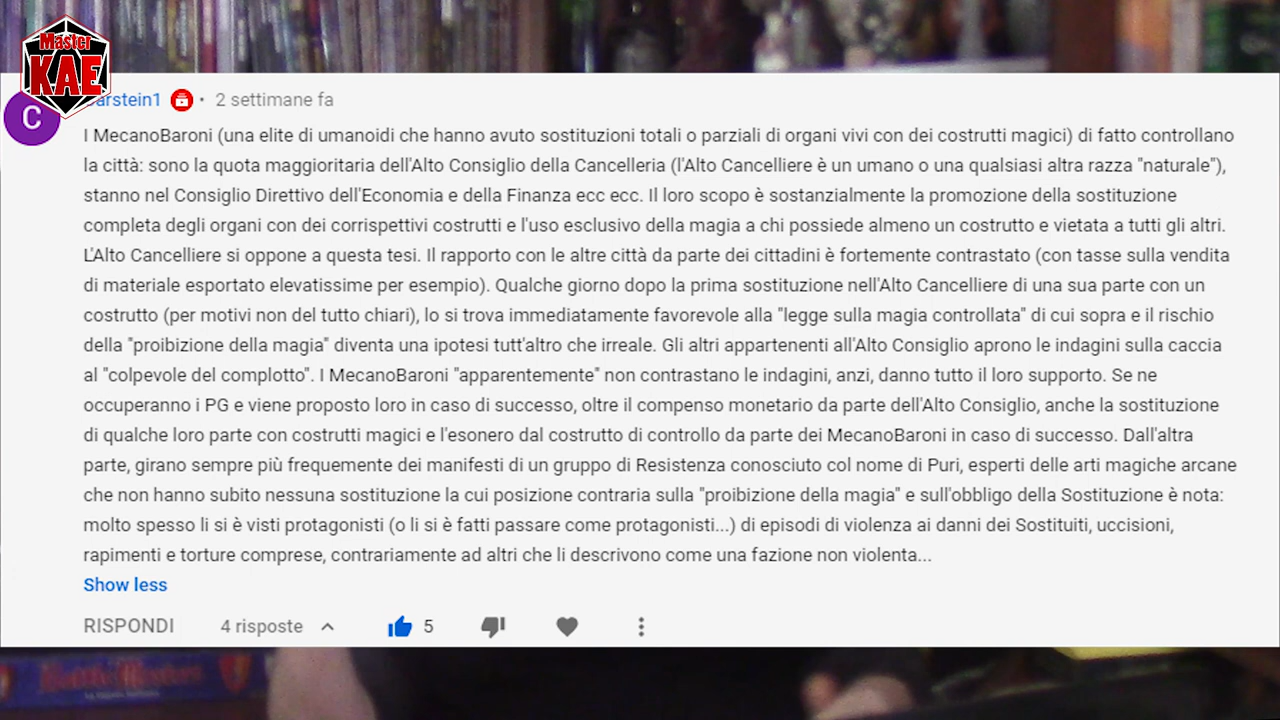 Master
KAE
arstein1 • 2 settimane fa
C
I MecanoBaroni (una elite di umanoidi che hanno avuto sostituzioni totali o parziali di organi vivi con dei costrutti magici) di fatto controllano
la città: sono la quota maggioritaria dell'Alto Consiglio della Cancelleria (l'Alto Cancelliere è un umano o una qualsiasi altra razza "naturale"),
stanno nel Consiglio Direttivo dell'Economia e della Finanza ecc ecc. Il loro scopo è sostanzialmente la promozione della sostituzione
completa degli organi con dei corrispettivi costrutti e l'uso esclusivo della magia a chi possiede almeno un costrutto e vietata a tutti gli altri.
L'Alto Cancelliere si oppone a questa tesi. Il rapporto con le altre città da parte dei cittadini è fortemente contrastato (con tasse sulla vendita
di materiale esportato elevatissime per esempio). Qualche giorno dopo la prima sostituzione nell'Alto Cancelliere di una sua parte con un
costrutto (per motivi non del tutto chiari), lo si trova immediatamente favorevole alla "legge sulla magia controllata" di cui sopra e il rischio
della "proibizione della magia" diventa una ipotesi tutt'altro che irreale. Gli altri appartenenti all'Alto Consiglio aprono le indagini sulla caccia
al "colpevole del complotto". I MecanoBaroni "apparentemente" non contrastano le indagini, anzi, danno tutto il loro supporto. Se ne
occuperanno i PG e viene proposto loro in caso di successo, oltre il compenso monetario da parte dell'Alto Consiglio, anche la sostituzione
di qualche loro parte con costrutti magici e l'esonero dal costrutto di controllo da parte dei MecanoBaroni in caso di successo. Dall'altra
parte, girano sempre più frequemente dei manifesti di un gruppo di Resistenza conosciuto col nome di Puri, esperti delle arti magiche arcane
che non hanno subito nessuna sostituzione la cui posizione contraria sulla "proibizione della magia" e sull'obbligo della Sostituzione è nota:
molto spesso li si è visti protagonisti (o li si è fatti passare come protagonisti...) di episodi di violenza ai danni dei Sostituiti, uccisioni,
rapimenti e torture comprese, contrariamente ad altri che li descrivono come una fazione non violenta...
Show less
RISPONDI 4 risposte 5